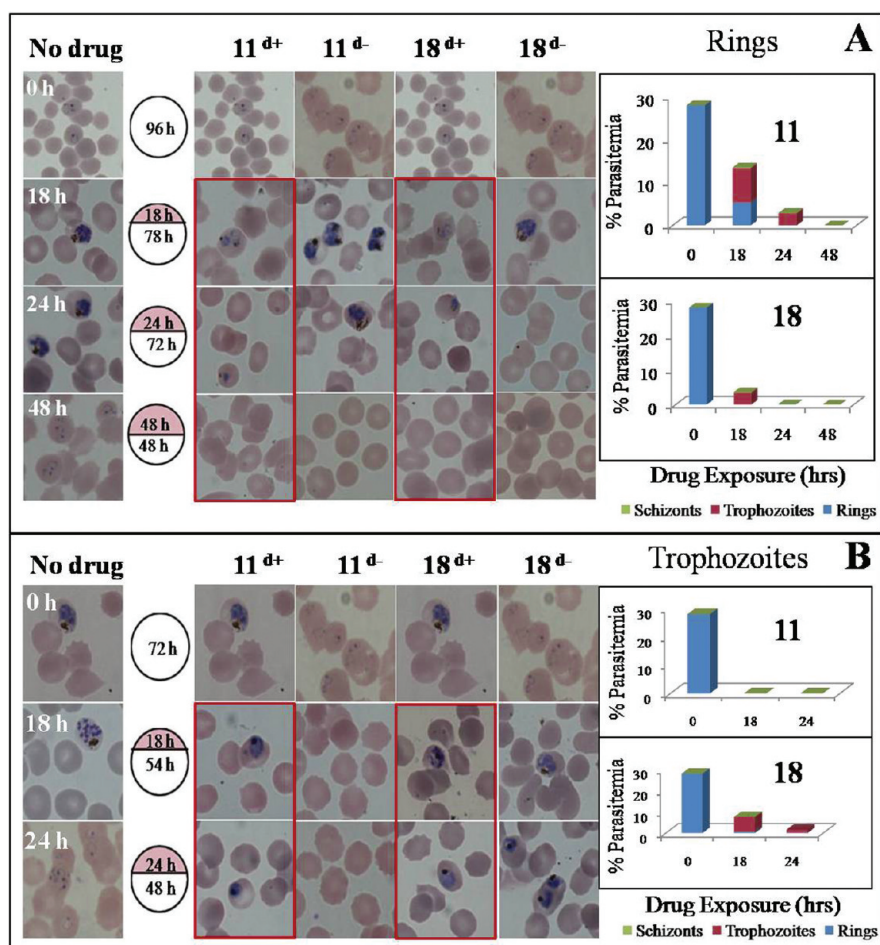 No drug 11 d+ 11 d- 18 d+ 18 d- Rings A
0 h
96 h
18 h
18 h
78 h
24 h
24 h
72 h
48 h
48 h
48 h
% Parasitemia
30
20
10
0
11
0 18 24 48
% Parasitemia
30
20
10
0
18
0 18 24 48
Drug Exposure (hrs)
Schizonts Trophozoites Rings
No drug 11 d+ 11 d- 18 d+ 18 d- Trophozoites B
0 h
72 h
18 h
18 h
54 h
24 h
24 h
48 h
% Parasitemia
30
20
10
0
11
0 18 24
% Parasitemia
30
20
10
0
18
0 18 24
Drug Exposure (hrs)
Schizonts Trophozoites Rings